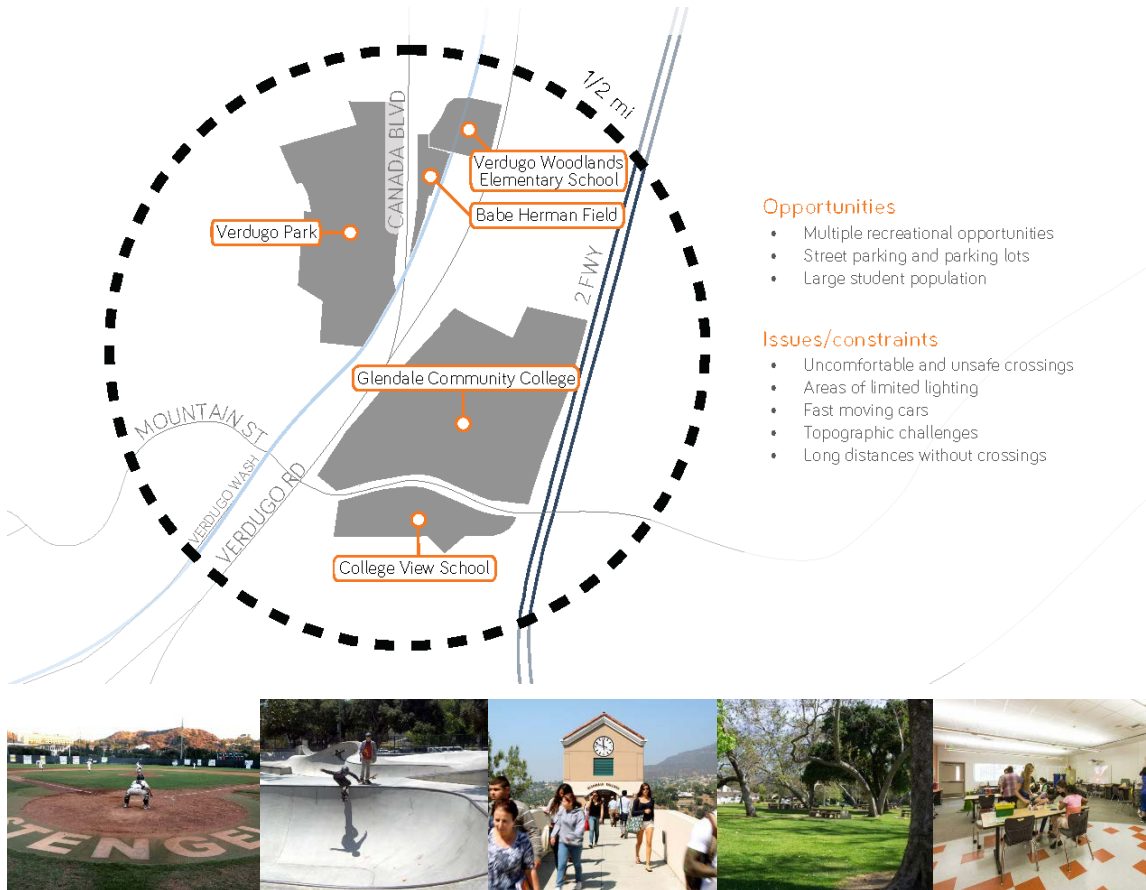 1/2 mi
CANADA BLVD
Verdugo Woodlands
Elementary School
Babe Herman Field
Verdugo Park
2 FWY
Glendale Community College
MOUNTAIN ST
VERDUGO WASH
VERDUGO RD
College View School
Opportunities
• Multiple recreational opportunities
• Street parking and parking lots
• Large student population
Issues/constraints
• Uncomfortable and unsafe crossings
• Areas of limited lighting
• Fast moving cars
• Topographic challenges
• Long distances without crossings
STENGEL